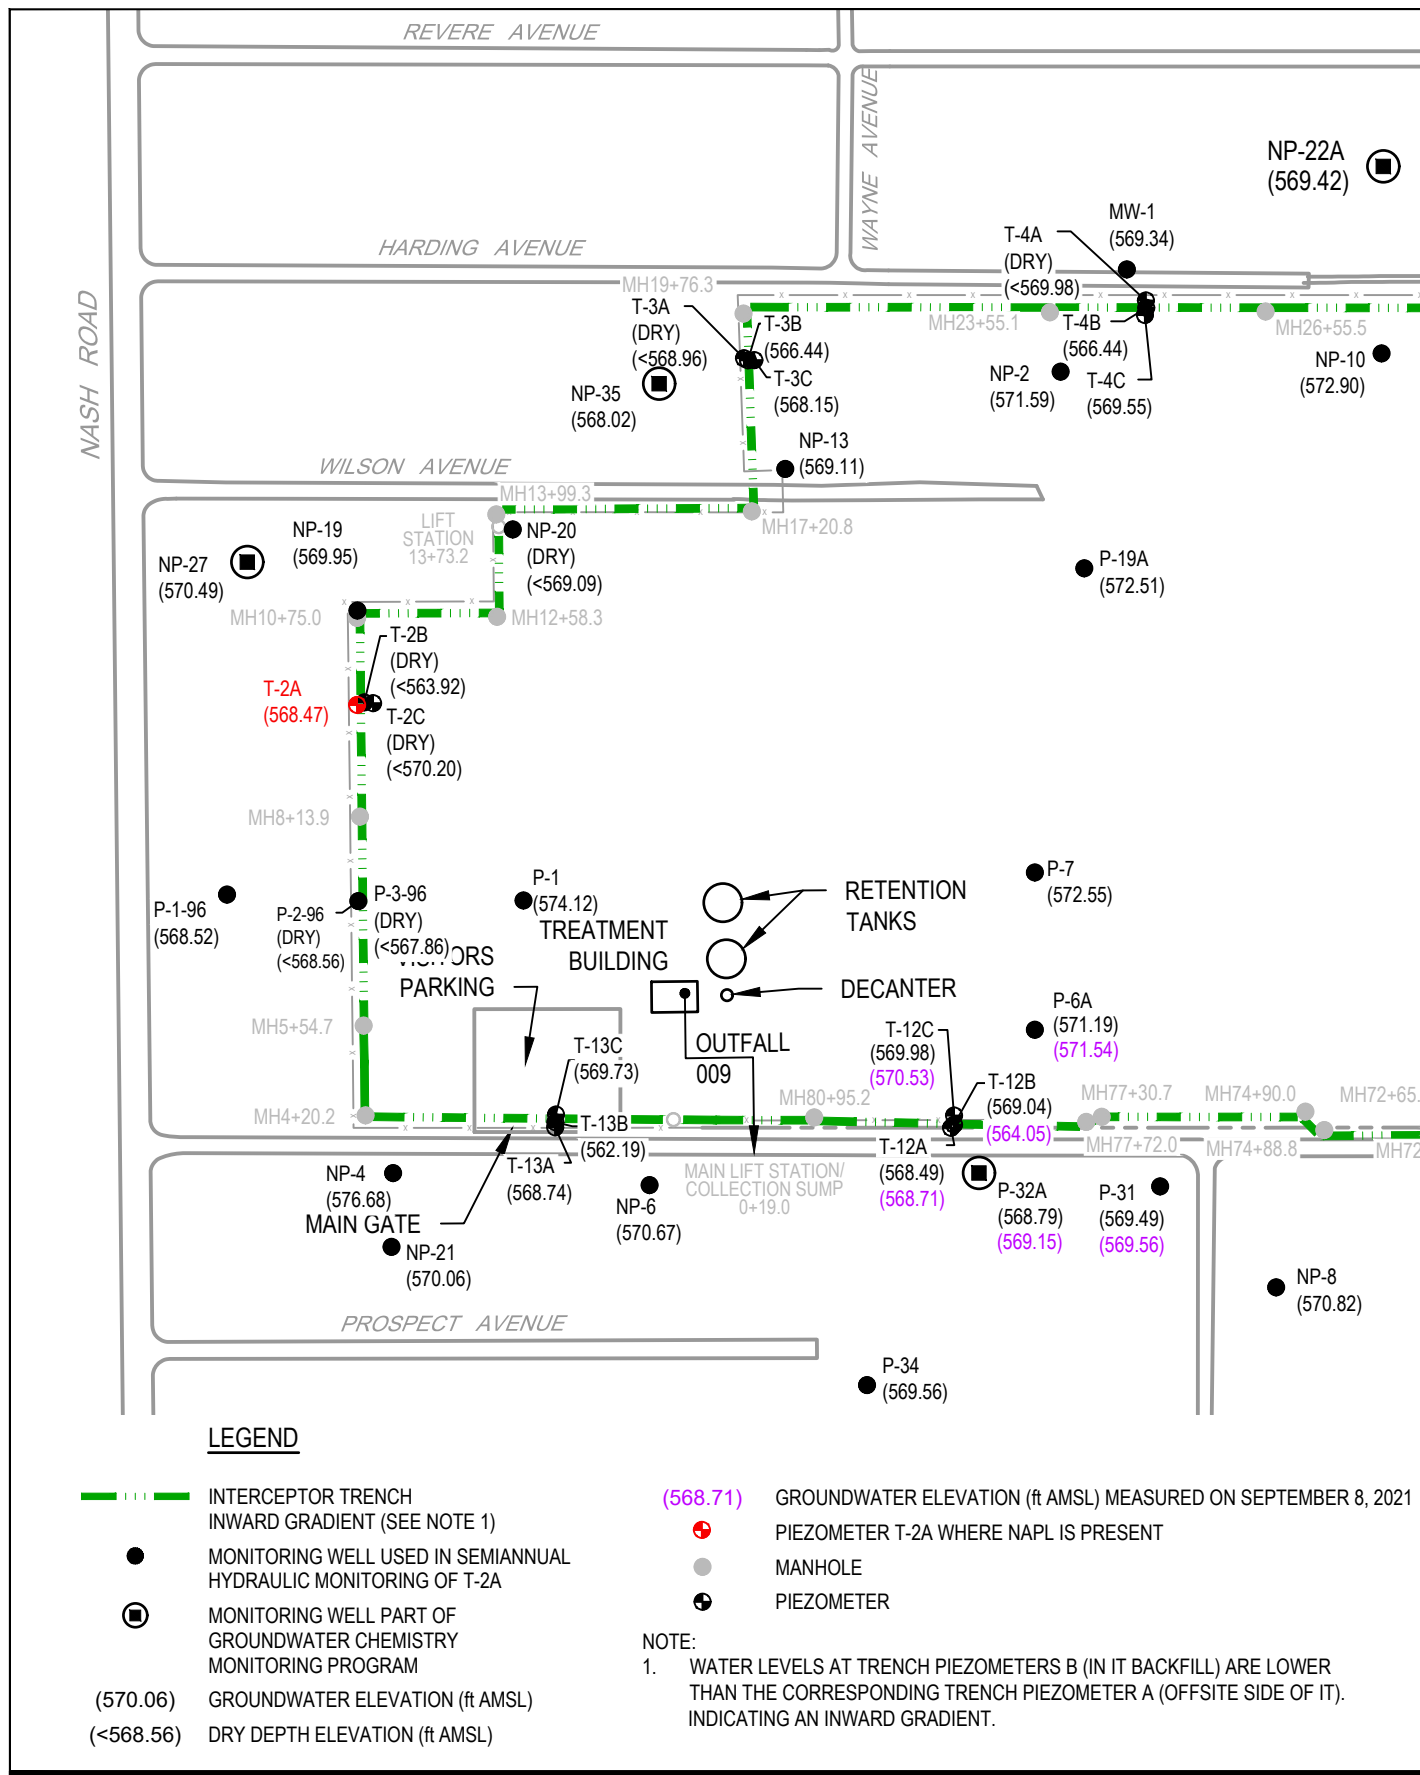 REVERE AVENUE
WAYNE AVENUE
NP-22A
(569.42)
HARDING AVENUE
NASH ROAD
MW-1
(569.34)
T-4A
(DRY)
(<569.98)
MH19+76.3
T-3A
(DRY)
(<568.96)
T-3B
(566.44)
T-3C
(568.15)
MH23+55.1
T-4B
(566.44)
T-4C
(569.55)
MH26+55.5
NP-10
(572.90)
NP-2
(571.59)
NP-35
(568.02)
NP-13
(569.11)
WILSON AVENUE
MH13+99.3
MH17+20.8
LIFT
STATION
13+73.2
NP-20
(DRY)
(<569.09)
NP-19
(569.95)
NP-27
(570.49)
P-19A
(572.51)
MH10+75.0
MH12+58.3
T-2B
(DRY)
(<563.92)
T-2A
(568.47)
T-2C
(DRY)
(<570.20)
MH8+13.9
P-1-96
(568.52)
P-2-96
(DRY)
(<568.56)
P-3-96
(DRY)
(<567.86)
P-1
(574.12)
P-7
(572.55)
RETENTION
TANKS
TREATMENT
BUILDING
VISITORS
PARKING
DECANTER
MH5+54.7
OUTFALL
009
P-6A
(571.19)
(571.54)
T-12C
(569.98)
(570.53)
T-13C
(569.73)
T-12B
(569.04)
(564.05)
MH4+20.2
MH80+95.2
MH77+30.7
MH74+90.0
MH72+65.
T-13B
(562.19)
T-13A
(568.74)
T-12A
(568.49)
(568.71)
MH77+72.0
MH74+88.8
MH72
MAIN LIFT STATION/
COLLECTION SUMP
0+19.0
NP-4
(576.68)
MAIN GATE
NP-6
(570.67)
P-32A
(568.79)
(569.15)
P-31
(569.49)
(569.56)
NP-21
(570.06)
NP-8
(570.82)
PROSPECT AVENUE
P-34
(569.56)
LEGEND
INTERCEPTOR TRENCH
INWARD GRADIENT (SEE NOTE 1)
MONITORING WELL USED IN SEMIANNUAL
HYDRAULIC MONITORING OF T-2A
MONITORING WELL PART OF
GROUNDWATER CHEMISTRY
MONITORING PROGRAM
(570.06) GROUNDWATER ELEVATION (ft AMSL)
(<568.56) DRY DEPTH ELEVATION (ft AMSL)
(568.71) GROUNDWATER ELEVATION (ft AMSL) MEASURED ON SEPTEMBER 8, 2021
PIEZOMETER T-2A WHERE NAPL IS PRESENT
MANHOLE
PIEZOMETER
NOTE:
1. WATER LEVELS AT TRENCH PIEZOMETERS B (IN IT BACKFILL) ARE LOWER
THAN THE CORRESPONDING TRENCH PIEZOMETER A (OFFSITE SIDE OF IT).
INDICATING AN INWARD GRADIENT.